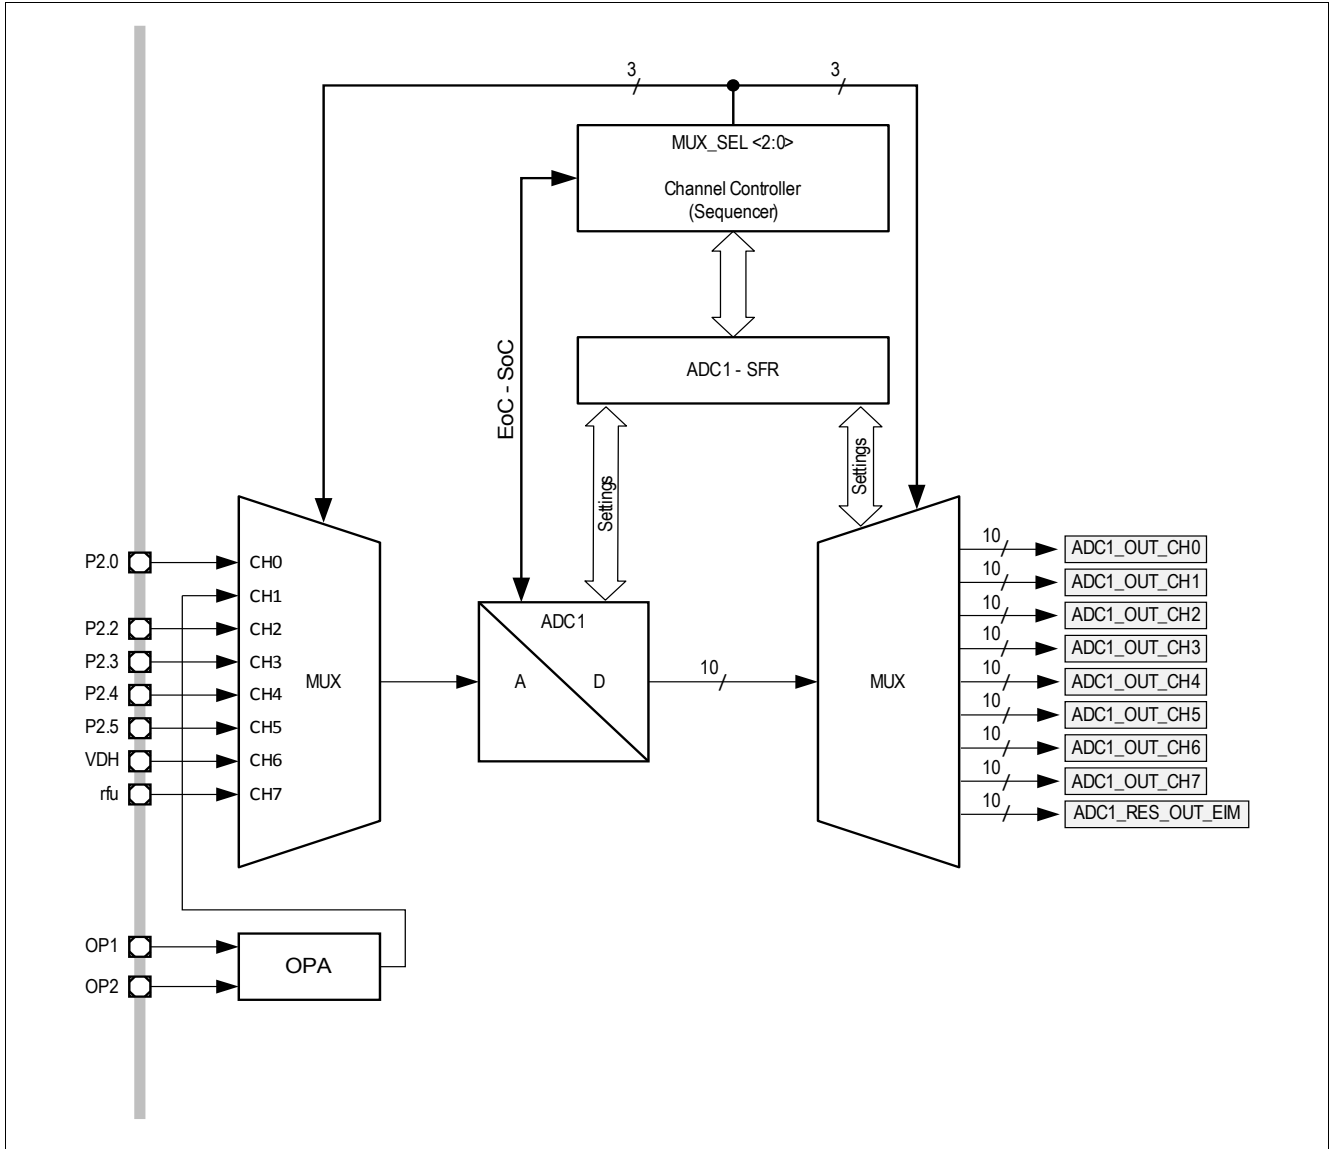 3
3
MUX_SEL <2:0>
Channel Controller
(Sequencer)
EoC - SoC
ADC1 - SFR
Settings
Settings
P2.0
P2.2
P2.3
P2.4
P2.5
VDH
rfu
CH0
CH1
CH2
CH3
CH4
CH5
CH6
CH7
MUX
ADC1
A
D
10
MUX
10
ADC1_OUT_CH0
10
ADC1_OUT_CH1
10
ADC1_OUT_CH2
10
ADC1_OUT_CH3
10
ADC1_OUT_CH4
10
ADC1_OUT_CH5
10
ADC1_OUT_CH6
10
ADC1_OUT_CH7
10
ADC1_RES_OUT_EIM
OP1
OP2
OPA